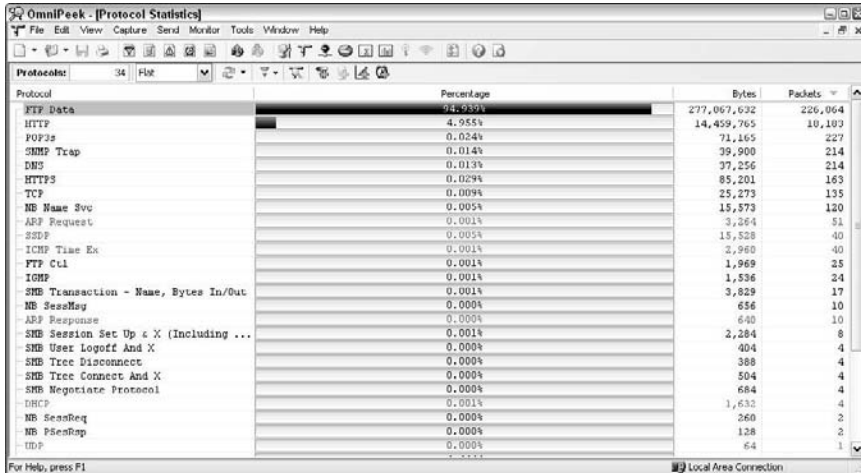 OmniPeek - [Protocol Statistics]
File Edit View Capture Send Monitor Tools Window Help
Protocols: 34 Flat
Protocol Percentage Bytes Packets
FTP Data 94.939% 277,067,632 226,064
HTTP 4.955% 14,459,765 18,183
POP3s 0.024% 71,165 227
SNMP Trap 0.014% 39,900 214
DNS 0.013% 37,256 214
HTTPS 0.029% 85,201 163
TCP 0.009% 25,273 135
NB Name Svc 0.005% 15,573 120
ARP Request 0.001% 3,264 51
SSDP 0.005% 15,528 40
ICMP Time Ex 0.001% 2,960 40
FTP Ctl 0.001% 1,969 25
IGMP 0.001% 1,536 24
SMB Transaction - Name, Bytes In/Out 0.001% 3,829 17
NB SessMsg 0.000% 656 10
ARP Response 0.000% 640 10
SMB Session Set Up & X (Including ... 0.001% 2,284 8
SMB User Logoff And X 0.000% 404 4
SMB Tree Disconnect 0.000% 388 4
SMB Tree Connect And X 0.000% 504 4
SMB Negotiate Protocol 0.000% 684 4
DHCP 0.001% 1,632 4
NB SessReq 0.000% 260 2
NB PSesRsp 0.000% 128 2
UDP 0.000% 64 1
For Help, press F1 Local Area Connection